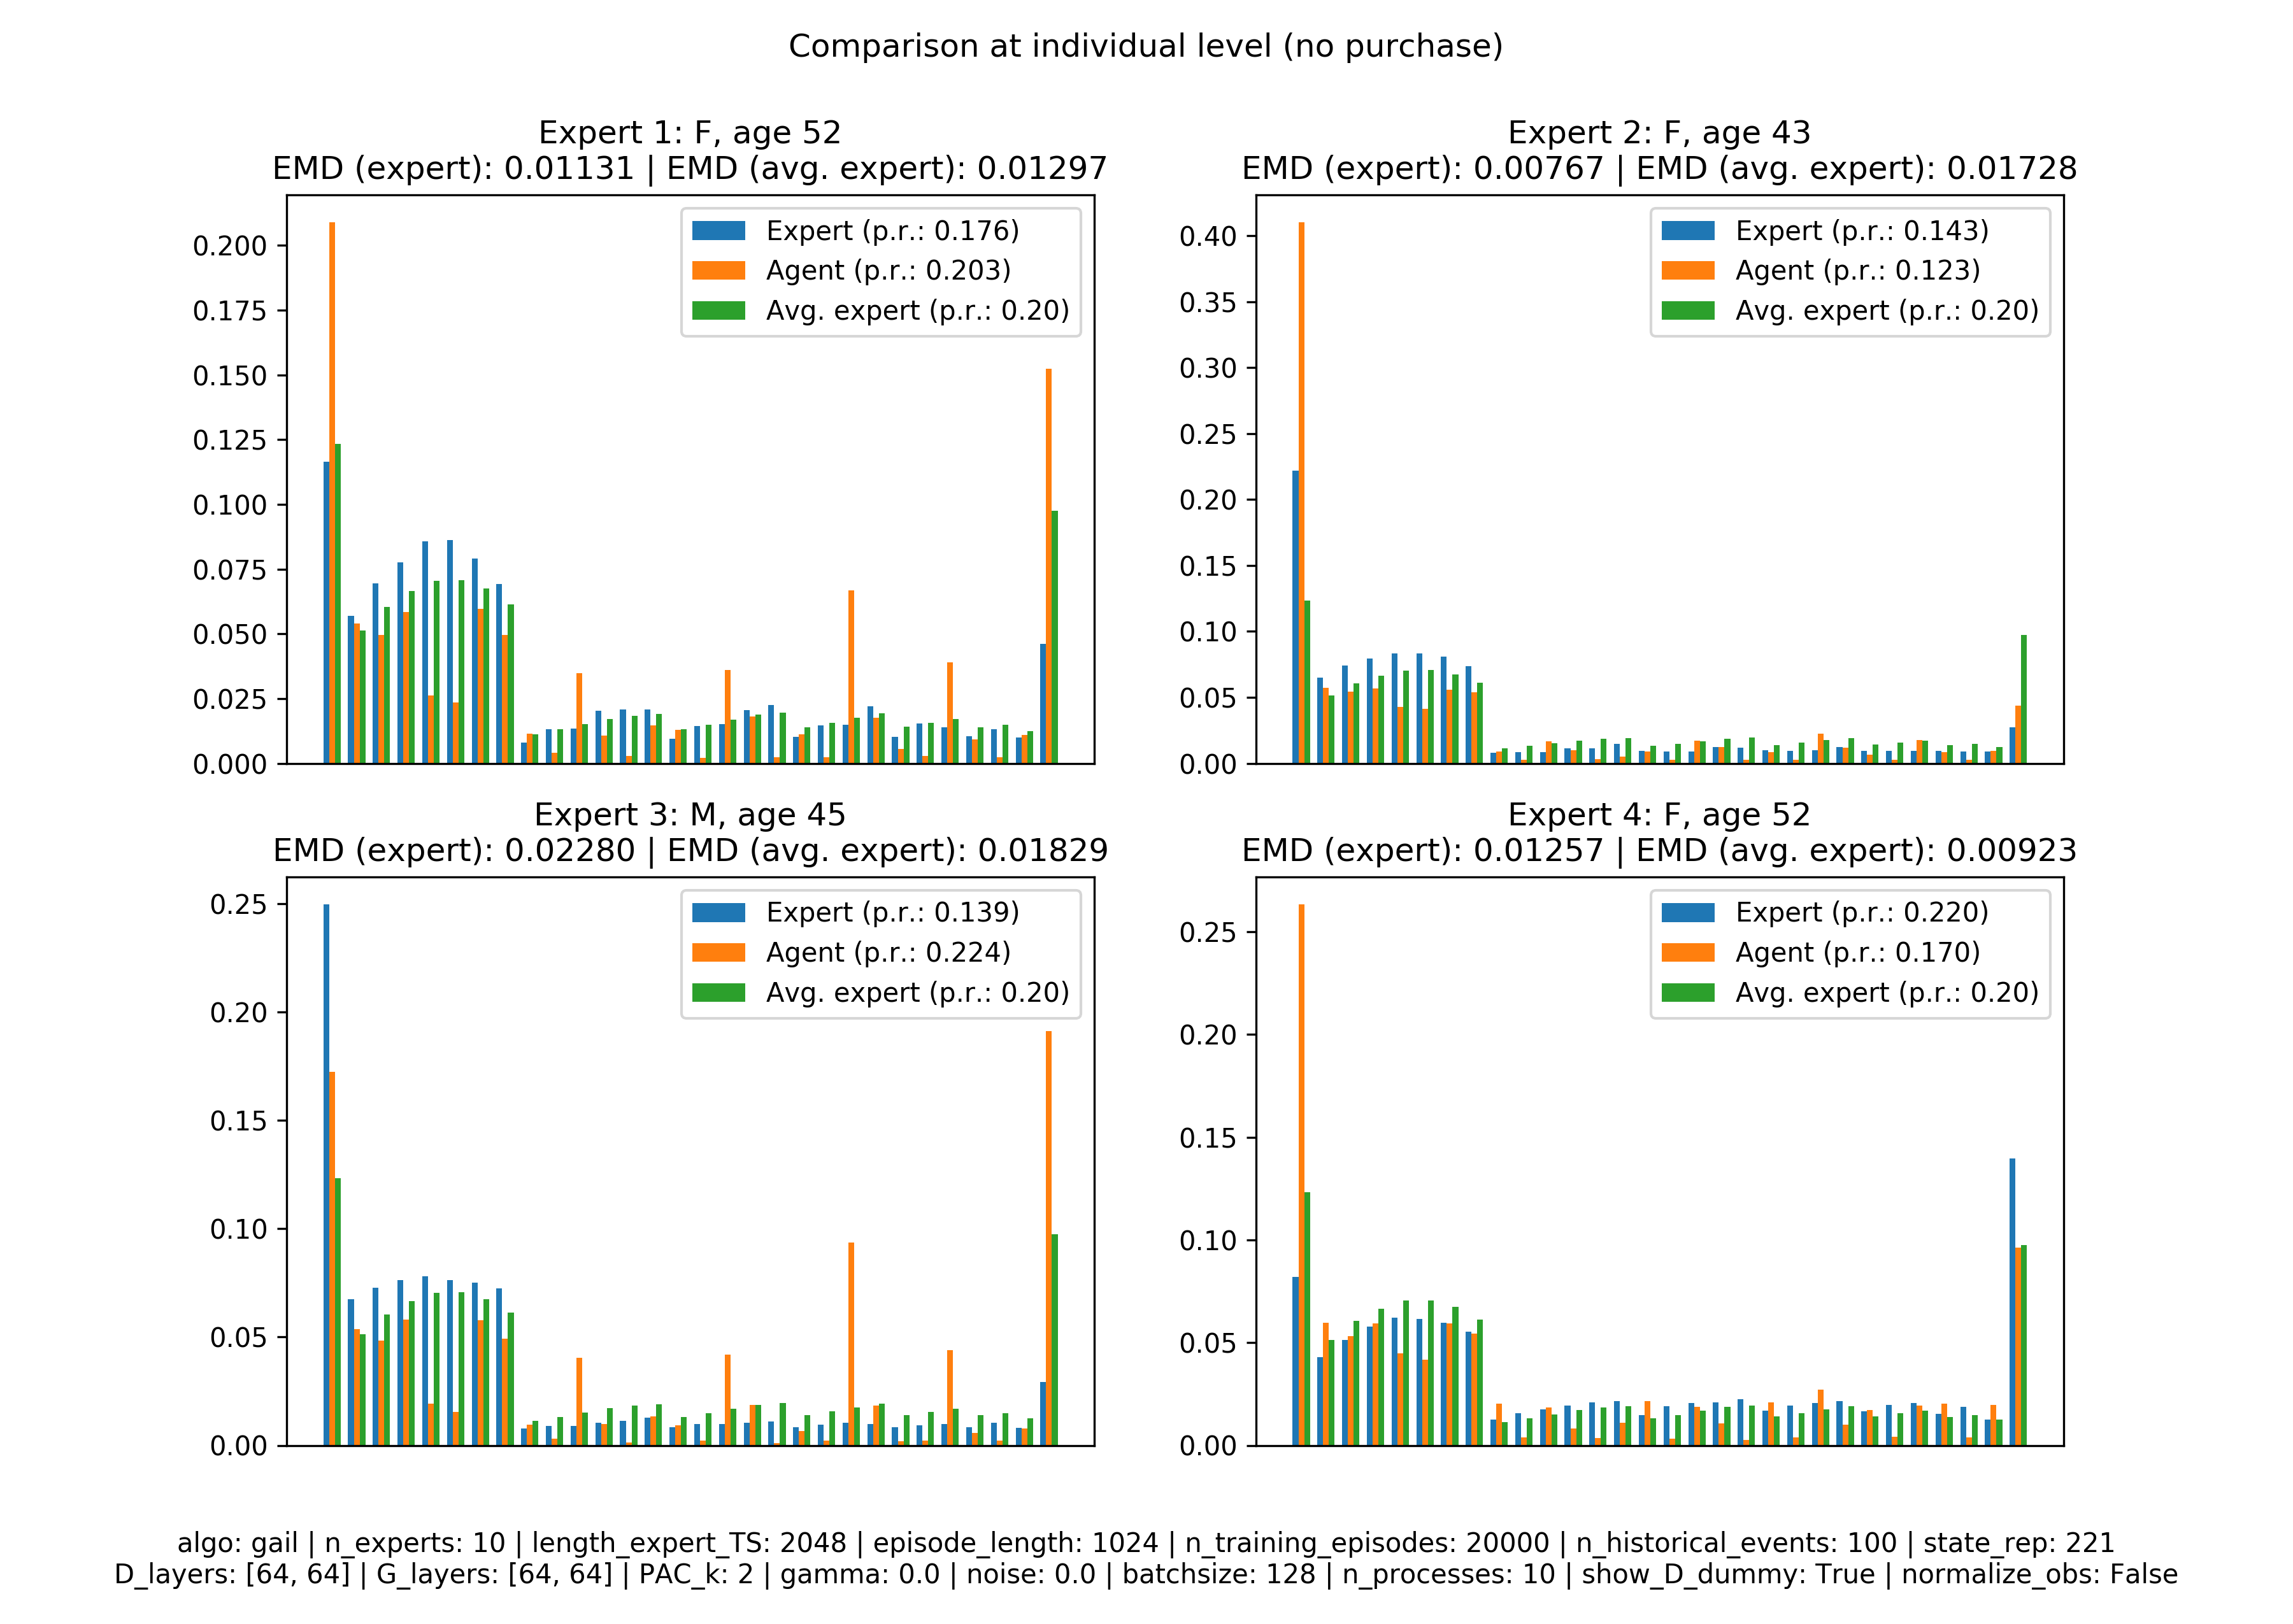 Comparison at individual level (no purchase)
Expert 1: F, age 52
EMD (expert): 0.01131 | EMD (avg. expert): 0.01297
Expert (p.r.: 0.176)
Agent (p.r.: 0.203)
Avg. expert (p.r.: 0.20)
0.200
0.175
0.150
0.125
0.100
0.075
0.050
0.025
0.000
Expert 2: F, age 43
EMD (expert): 0.00767 | EMD (avg. expert): 0.01728
Expert (p.r.: 0.143)
Agent (p.r.: 0.123)
Avg. expert (p.r.: 0.20)
0.40
0.35
0.30
0.25
0.20
0.15
0.10
0.05
0.00
Expert 3: M, age 45
EMD (expert): 0.02280 | EMD (avg. expert): 0.01829
Expert (p.r.: 0.139)
Agent (p.r.: 0.224)
Avg. expert (p.r.: 0.20)
0.25
0.20
0.15
0.10
0.05
0.00
Expert 4: F, age 52
EMD (expert): 0.01257 | EMD (avg. expert): 0.00923
Expert (p.r.: 0.220)
Agent (p.r.: 0.170)
Avg. expert (p.r.: 0.20)
0.25
0.20
0.15
0.10
0.05
0.00
algo: gail | n_experts: 10 | length_expert_TS: 2048 | episode_length: 1024 | n_training_episodes: 20000 | n_historical_events: 100 | state_rep: 221
D_layers: [64, 64] | G_layers: [64, 64] | PAC_k: 2 | gamma: 0.0 | noise: 0.0 | batchsize: 128 | n_processes: 10 | show_D_dummy: True | normalize_obs: False